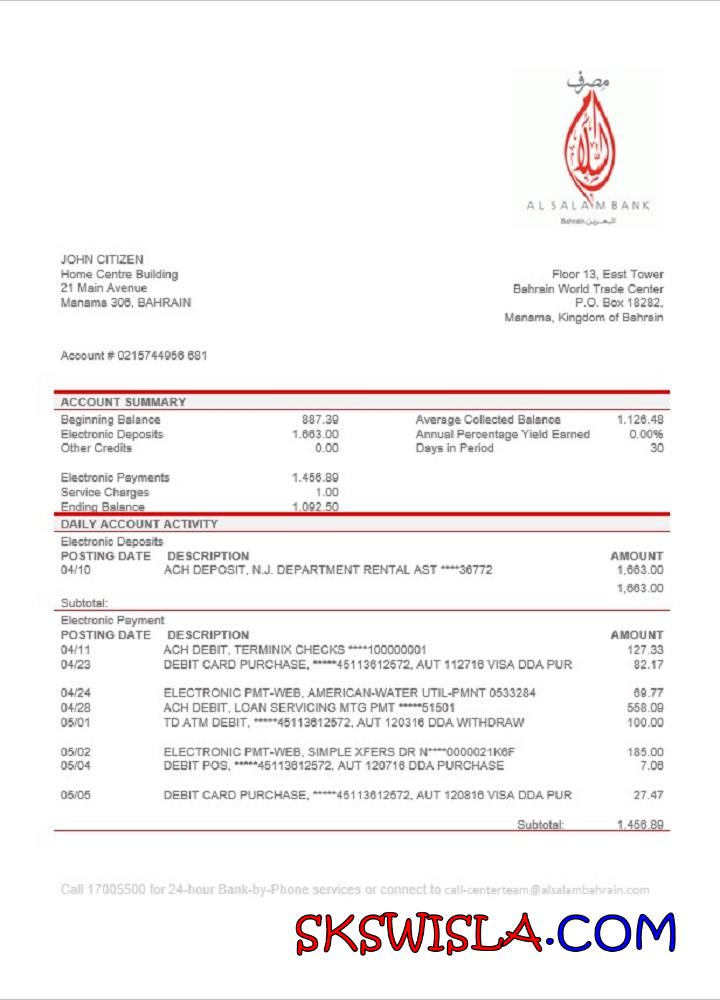 مصرف
السلام
AL SALAM BANK
Bahrain البحرين
JOHN CITIZEN
Home Centre Building
21 Main Avenue
Manama 306, BAHRAIN
Floor 13, East Tower
Bahrain World Trade Center
P.O. Box 18282,
Manama, Kingdom of Bahrain
Account # 0215744956 681
ACCOUNT SUMMARY
Beginning Balance 887.39 Average Collected Balance 1.126.48
Electronic Deposits 1.663.00 Annual Percentage Yield Earned 0.00%
Other Credits 0.00 Days in Period 30
Electronic Payments 1.456.89
Service Charges 1.00
Ending Balance 1.092.50
DAILY ACCOUNT ACTIVITY
Electronic Deposits
POSTING DATE DESCRIPTION AMOUNT
04/10 ACH DEPOSIT, N.J. DEPARTMENT RENTAL AST ****36772 1,663.00
1,663.00
Subtotal:
Electronic Payment
POSTING DATE DESCRIPTION AMOUNT
04/11 ACH DEBIT, TERMINIX CHECKS ****100000001 127.33
04/23 DEBIT CARD PURCHASE, *****45113612572, AUT 112716 VISA DDA PUR 82.17
04/24 ELECTRONIC PMT-WEB, AMERICAN-WATER UTIL-PMNT 0533284 69.77
04/28 ACH DEBIT, LOAN SERVICING MTG PMT *****51501 558.09
05/01 TD ATM DEBIT, *****45113612572, AUT 120316 DDA WITHDRAW 100.00
05/02 ELECTRONIC PMT-WEB, SIMPLE XFERS DR N****0000021K6F 185.00
05/04 DEBIT POS, *****45113612572, AUT 120716 DDA PURCHASE 7.06
05/05 DEBIT CARD PURCHASE, *****45113612572, AUT 120816 VISA DDA PUR 27.47
Subtotal: 1.456.89
Call 17005500 for 24-hour Bank-by-Phone services or connect to call-centerteam@alsalambahrain.com
SKSWISLA.COM